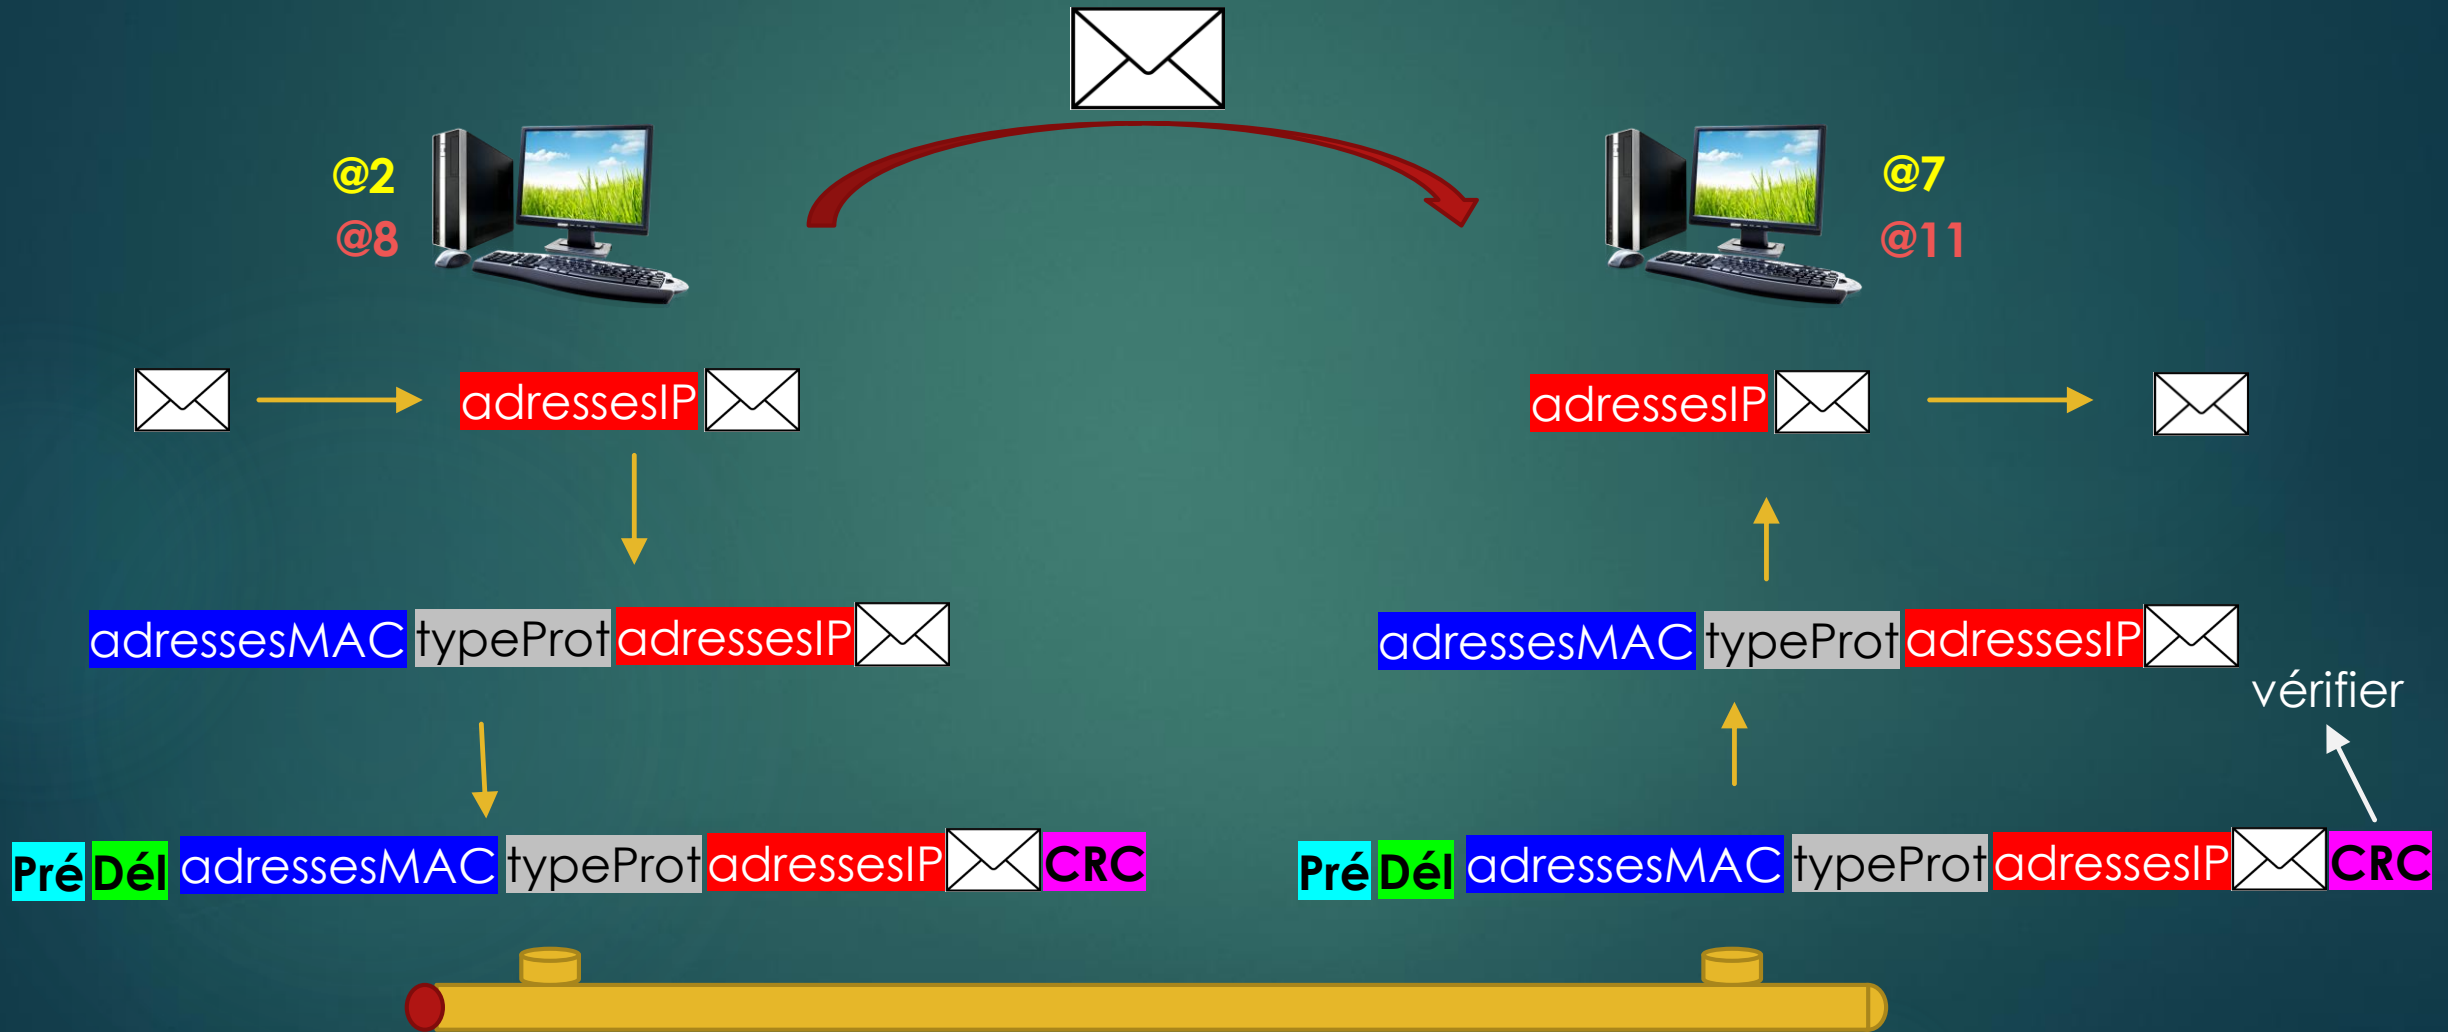 @2
@8
@7
@11
adressesIP
adressesIP
adressesMAC typeProt adressesIP
adressesMAC typeProt adressesIP
vérifier
Pré Dél adressesMAC typeProt adressesIP CRC
Pré Dél adressesMAC typeProt adressesIP CRC